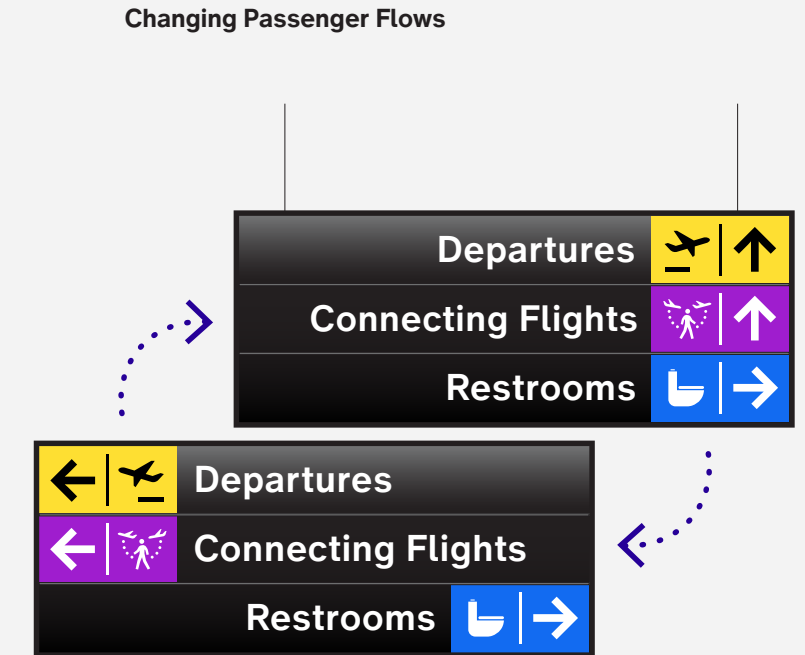 Changing Passenger Flows
Departures
Connecting Flights
Restrooms
Departures
Connecting Flights
Restrooms